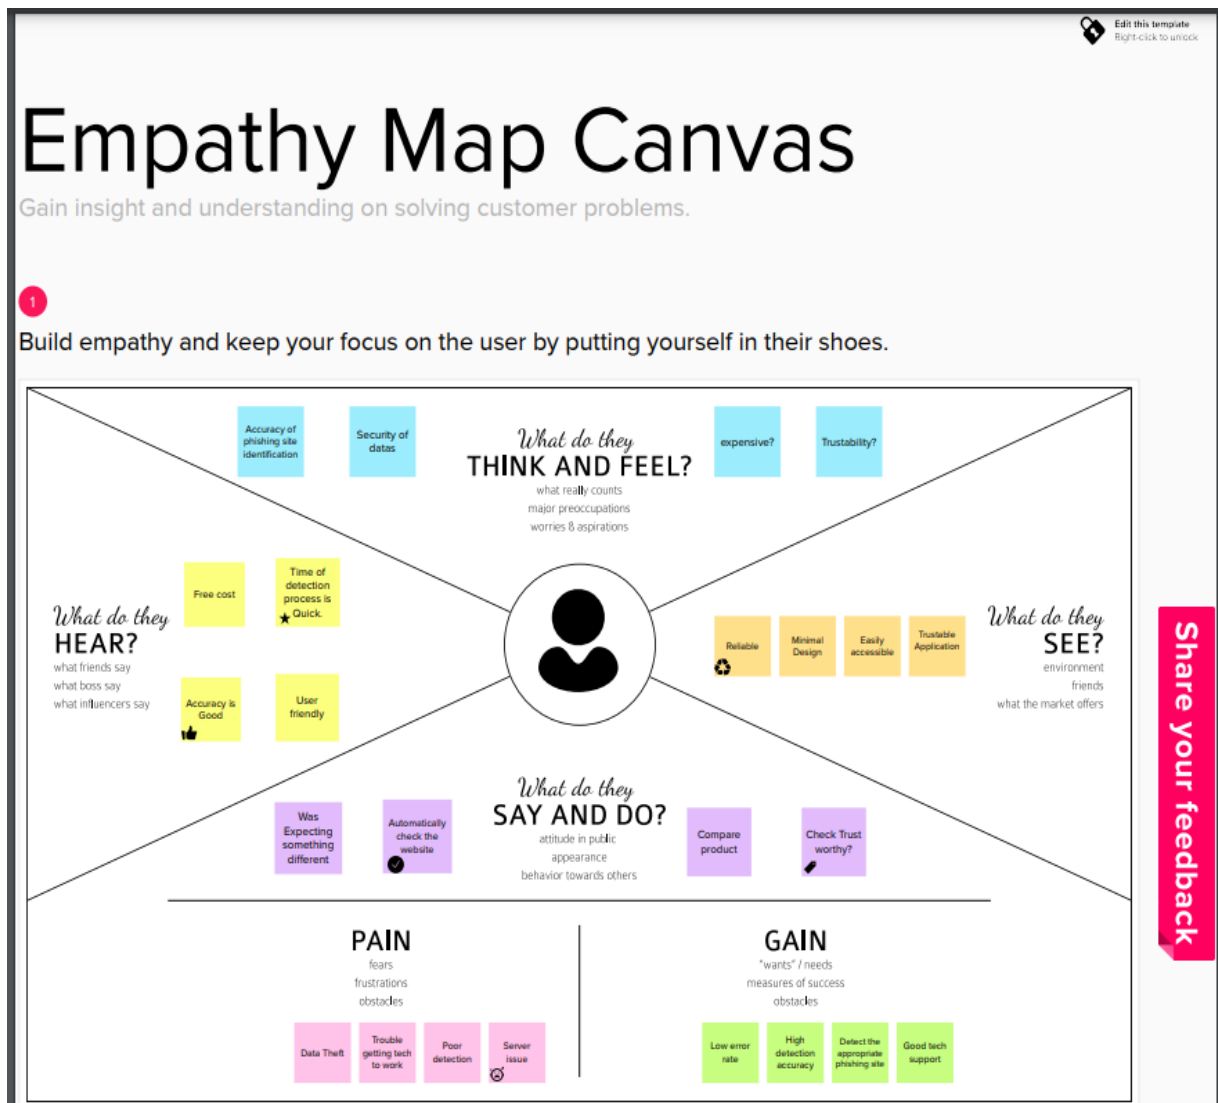 Edit this template
Right-click to unlock
Empathy Map Canvas
Gain insight and understanding on solving customer problems.
1
Build empathy and keep your focus on the user by putting yourself in their shoes.
Accuracy of
phishing site
identification
Security of
datas
What do they
THINK AND FEEL?
what really counts
major preoccupations
worries & aspirations
expensive?
Trustability?
What do they
HEAR?
what friends say
what boss say
what influencers say
Free cost
Time of
detection
process is
Quick.
Accuracy is
Good
User
friendly
Reliable
Minimal
Design
Easily
accessible
Trustable
Application
What do they
SEE?
environment
friends
what the market offers
Was
Expecting
something
different
Automatically
check the
website
What do they
SAY AND DO?
attitude in public
appearance
behavior towards others
Compare
product
Check Trust
worthy?
PAIN
fears
frustrations
obstacles
Data Theft
Trouble
getting tech
to work
Poor
detection
Server
issue
GAIN
"wants" / needs
measures of success
obstacles
Low error
rate
High
detection
accuracy
Detect the
appropriate
phishing site
Good tech
support
Share your feedback